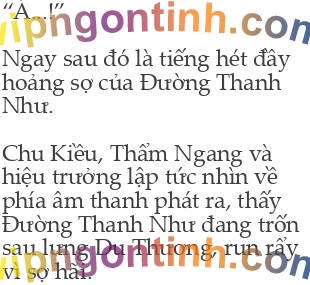 “Á...!”
vipngontinh.com
Ngay sau đó là tiếng hét đầy
hoảng sợ của Đường Thanh
Như.
Chu Kiều, Thẩm Ngang và
hiệu trưởng lập tức nhìn về
phía âm thanh phát ra, thấy
Đường Thanh Như đang trốn
sau lưng Du Thương, run rẩy
vì sợ hãi.
vipngontinh.com